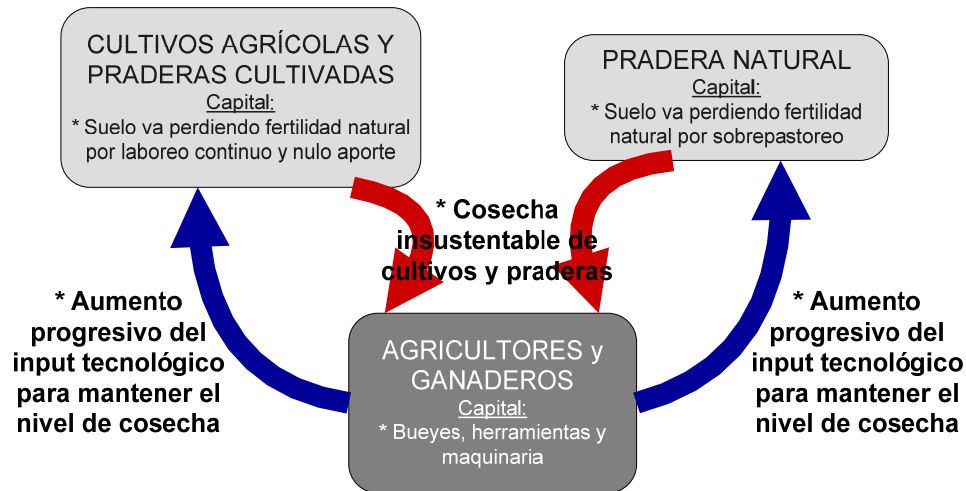 CULTIVOS AGRÍCOLAS Y
PRADERAS CULTIVADAS
Capital:
* Suelo va perdiendo fertilidad natural
por laboreo continuo y nulo aporte
PRADERA NATURAL
Capital:
* Suelo va perdiendo fertilidad
natural por sobrepastoreo
* Cosecha
insustentable de
cultivos y praderas
* Aumento
progresivo del
input tecnológico
para mantener el
nivel de cosecha
AGRICULTORES y
GANADEROS
Capital:
* Bueyes, herramientas y
maquinaria
* Aumento
progresivo del
input tecnológico
para mantener el
nivel de cosecha